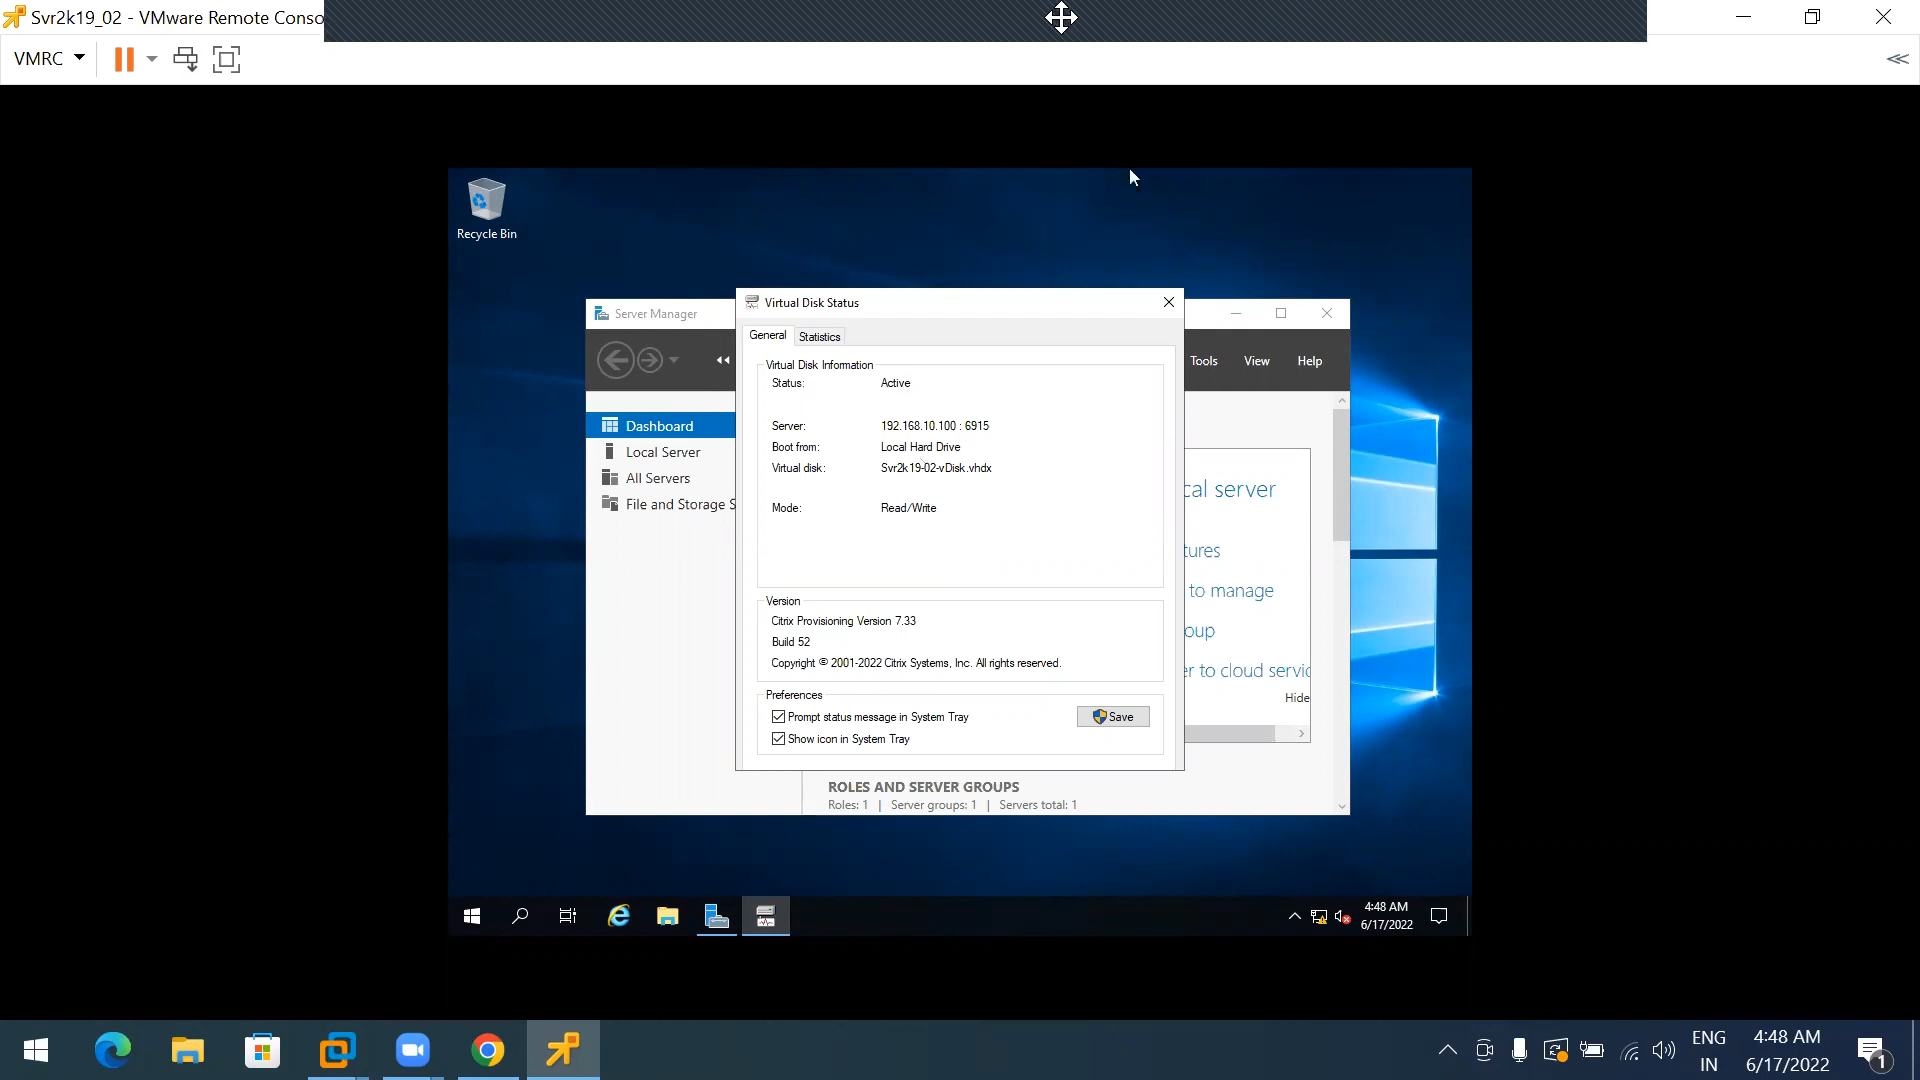 Svr2k19_02 - VMware Remote Conso
VMRC
Recycle Bin
Server Manager
Tools
View
Help
Dashboard
Local Server
All Servers
File and Storage S
cal server
tures
to manage
oup
er to cloud servic
Hide
ROLES AND SERVER GROUPS
Roles: 1 | Server groups: 1 | Servers total: 1
Virtual Disk Status
General
Statistics
Virtual Disk Information
Status: Active
Server: 192.168.10.100 : 6915
Boot from: Local Hard Drive
Virtual disk: Svr2k19-02-vDisk.vhdx
Mode: Read/Write
Version
Citrix Provisioning Version 7.33
Build 52
Copyright © 2001-2022 Citrix Systems, Inc. All rights reserved.
Preferences
Prompt status message in System Tray
Save
Show icon in System Tray
4:48 AM
6/17/2022
ENG
IN
4:48 AM
6/17/2022
1